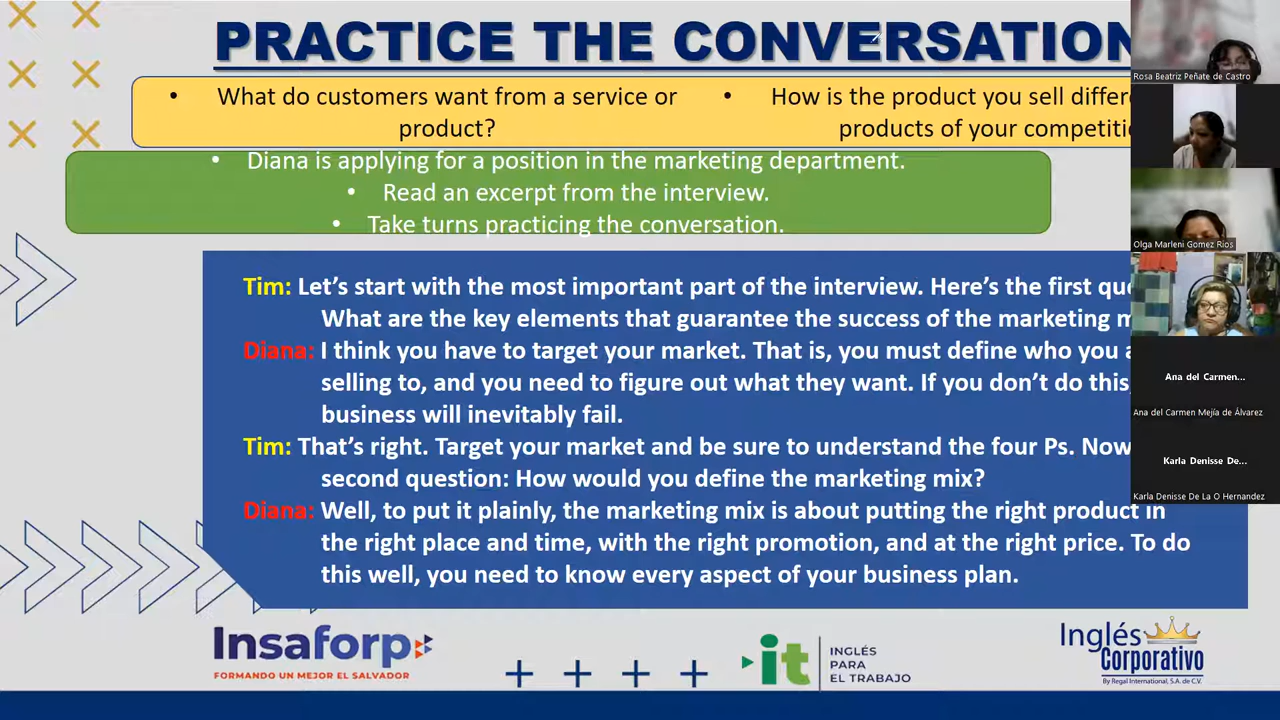 PRACTICE THE CONVERSATION
• What do customers want from a service or
product?
• How is the product you sell
products of your
• Diana is applying for a position in the marketing department.
• Read an excerpt from the interview.
• Take turns practicing the conversation.
Tim: Let’s start with the most important part of the interview. Here’s the first
What are the key elements that guarantee the success of the marketing
Diana: I think you have to target your market. That is, you must define who you
selling to, and you need to figure out what they want. If you don’t do this,
business will inevitably fail.
Tim: That’s right. Target your market and be sure to understand the four Ps. Now
second question: How would you define the marketing mix?
Diana: Well, to put it plainly, the marketing mix is about putting the right product in
the right place and time, with the right promotion, and at the right price. To do
this well, you need to know every aspect of your business plan.
Rosa Beatriz Peñate de Castro
Olga Marleni Gomez Rios
Ana del Carmen...
Ana del Carmen Mejía de Álvarez
Karla Denisse De...
Karla Denisse De La O Hernandez
Insaforp
FORMANDO UN MEJOR EL SALVADOR
it
INGLÉS
PARA
EL TRABAJO
Inglés
Corporativo
By Regal International, S.A. de C.V.